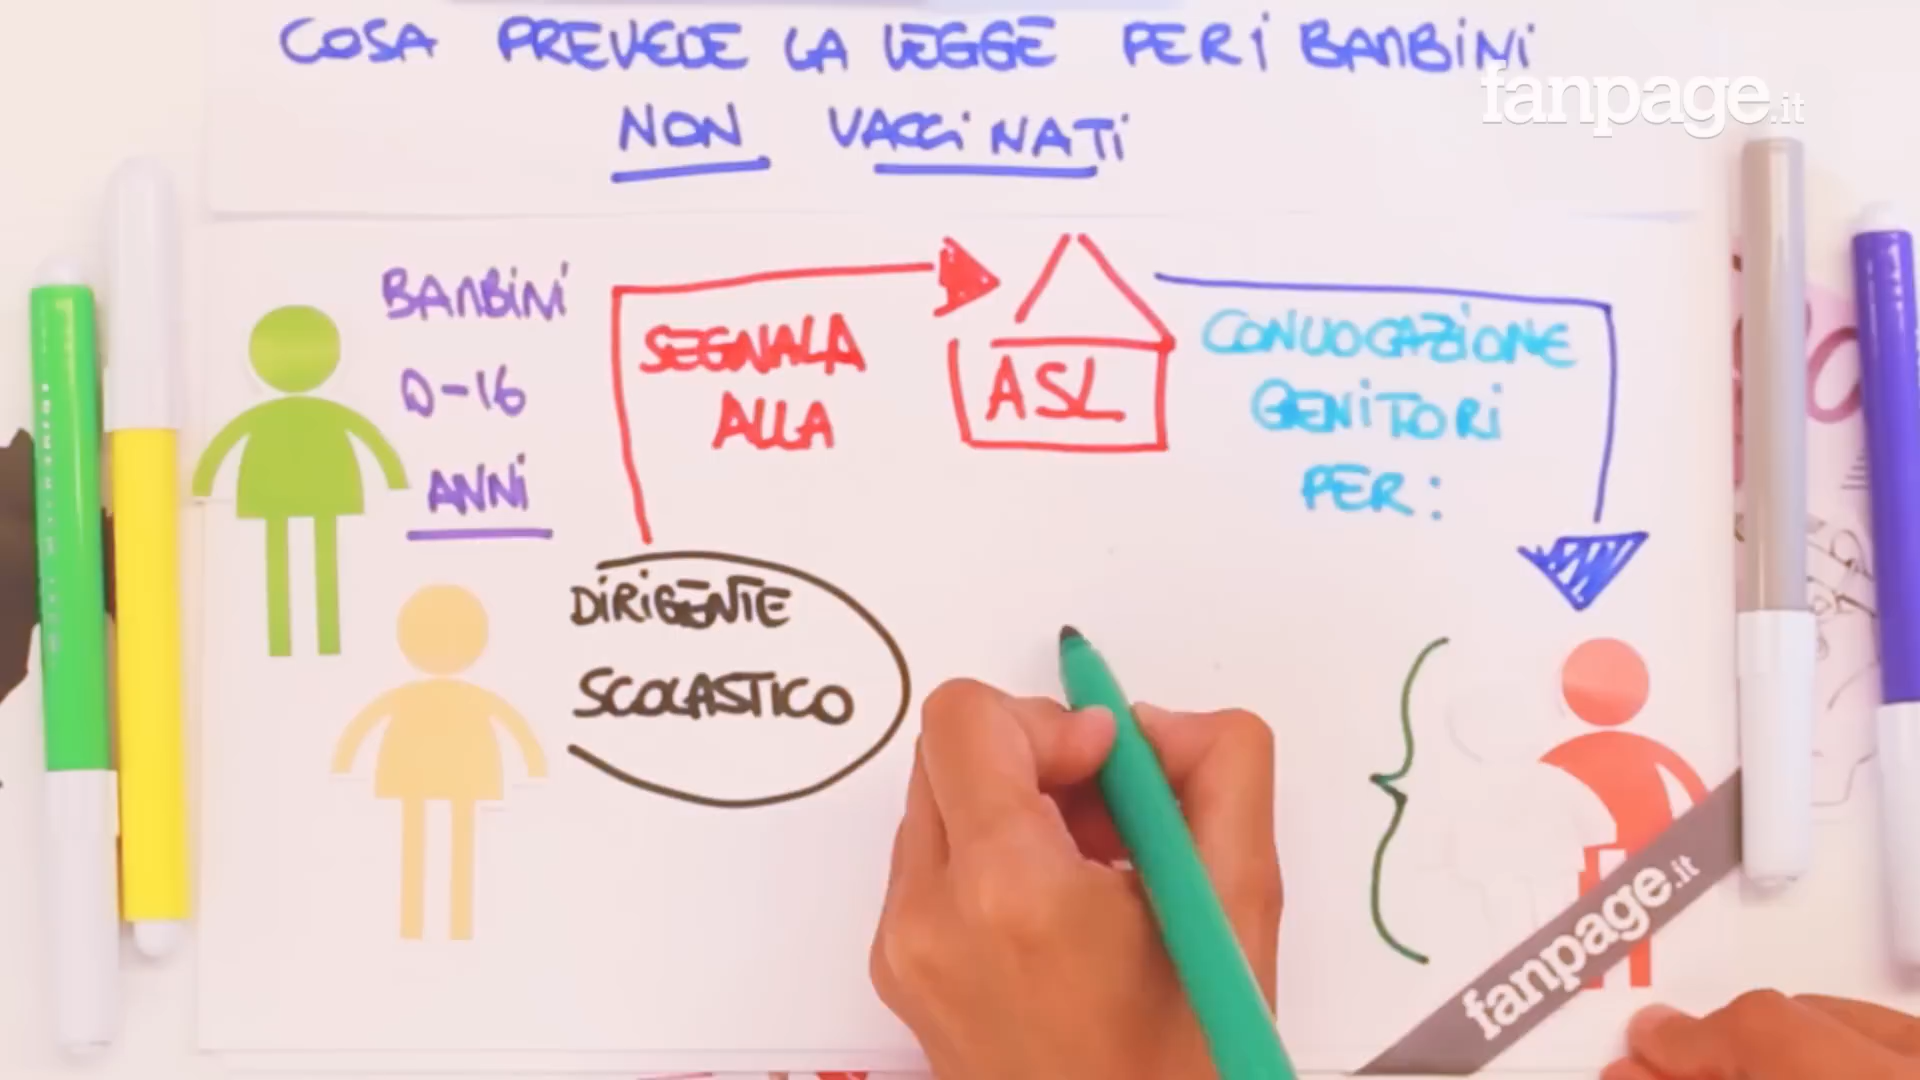 COSA PREVEDE LA LEGGE PER I BAMBINI
NON VACCINATI
fanpage.it
BAMBINI
0-16
ANNI
SEGNALA
ALLA
ASL
CONVOCAZIONE
GENITORI
PER:
DIRIGENTE
SCOLASTICO
fanpage.it